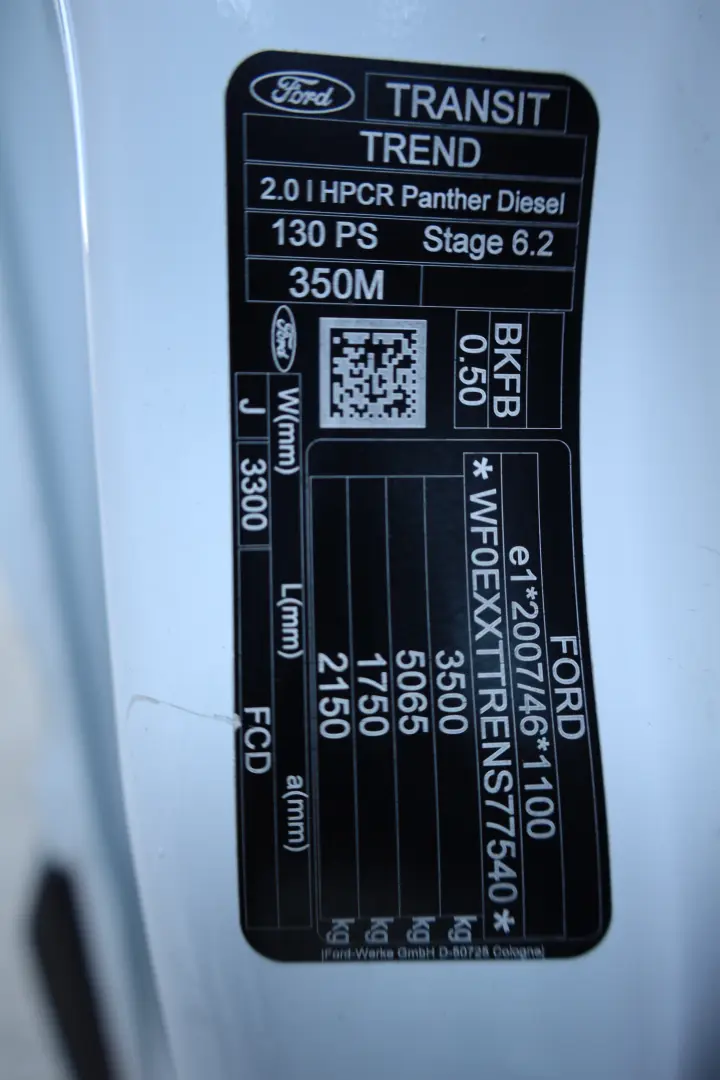 Ford TRANSIT
TREND
2.0 l HPCR Panther Diesel
130 PS Stage 6.2
350M
Ford
BKFB
0.50
FORD
e1*2007/46*1100
* WF0EXXTTRENS77540 *
3500 kg
5065 kg
1750 kg
2150 kg
W(mm) L(mm) a(mm)
J 3300 FCD
(Ford-Werke GmbH D-50725 Cologne)